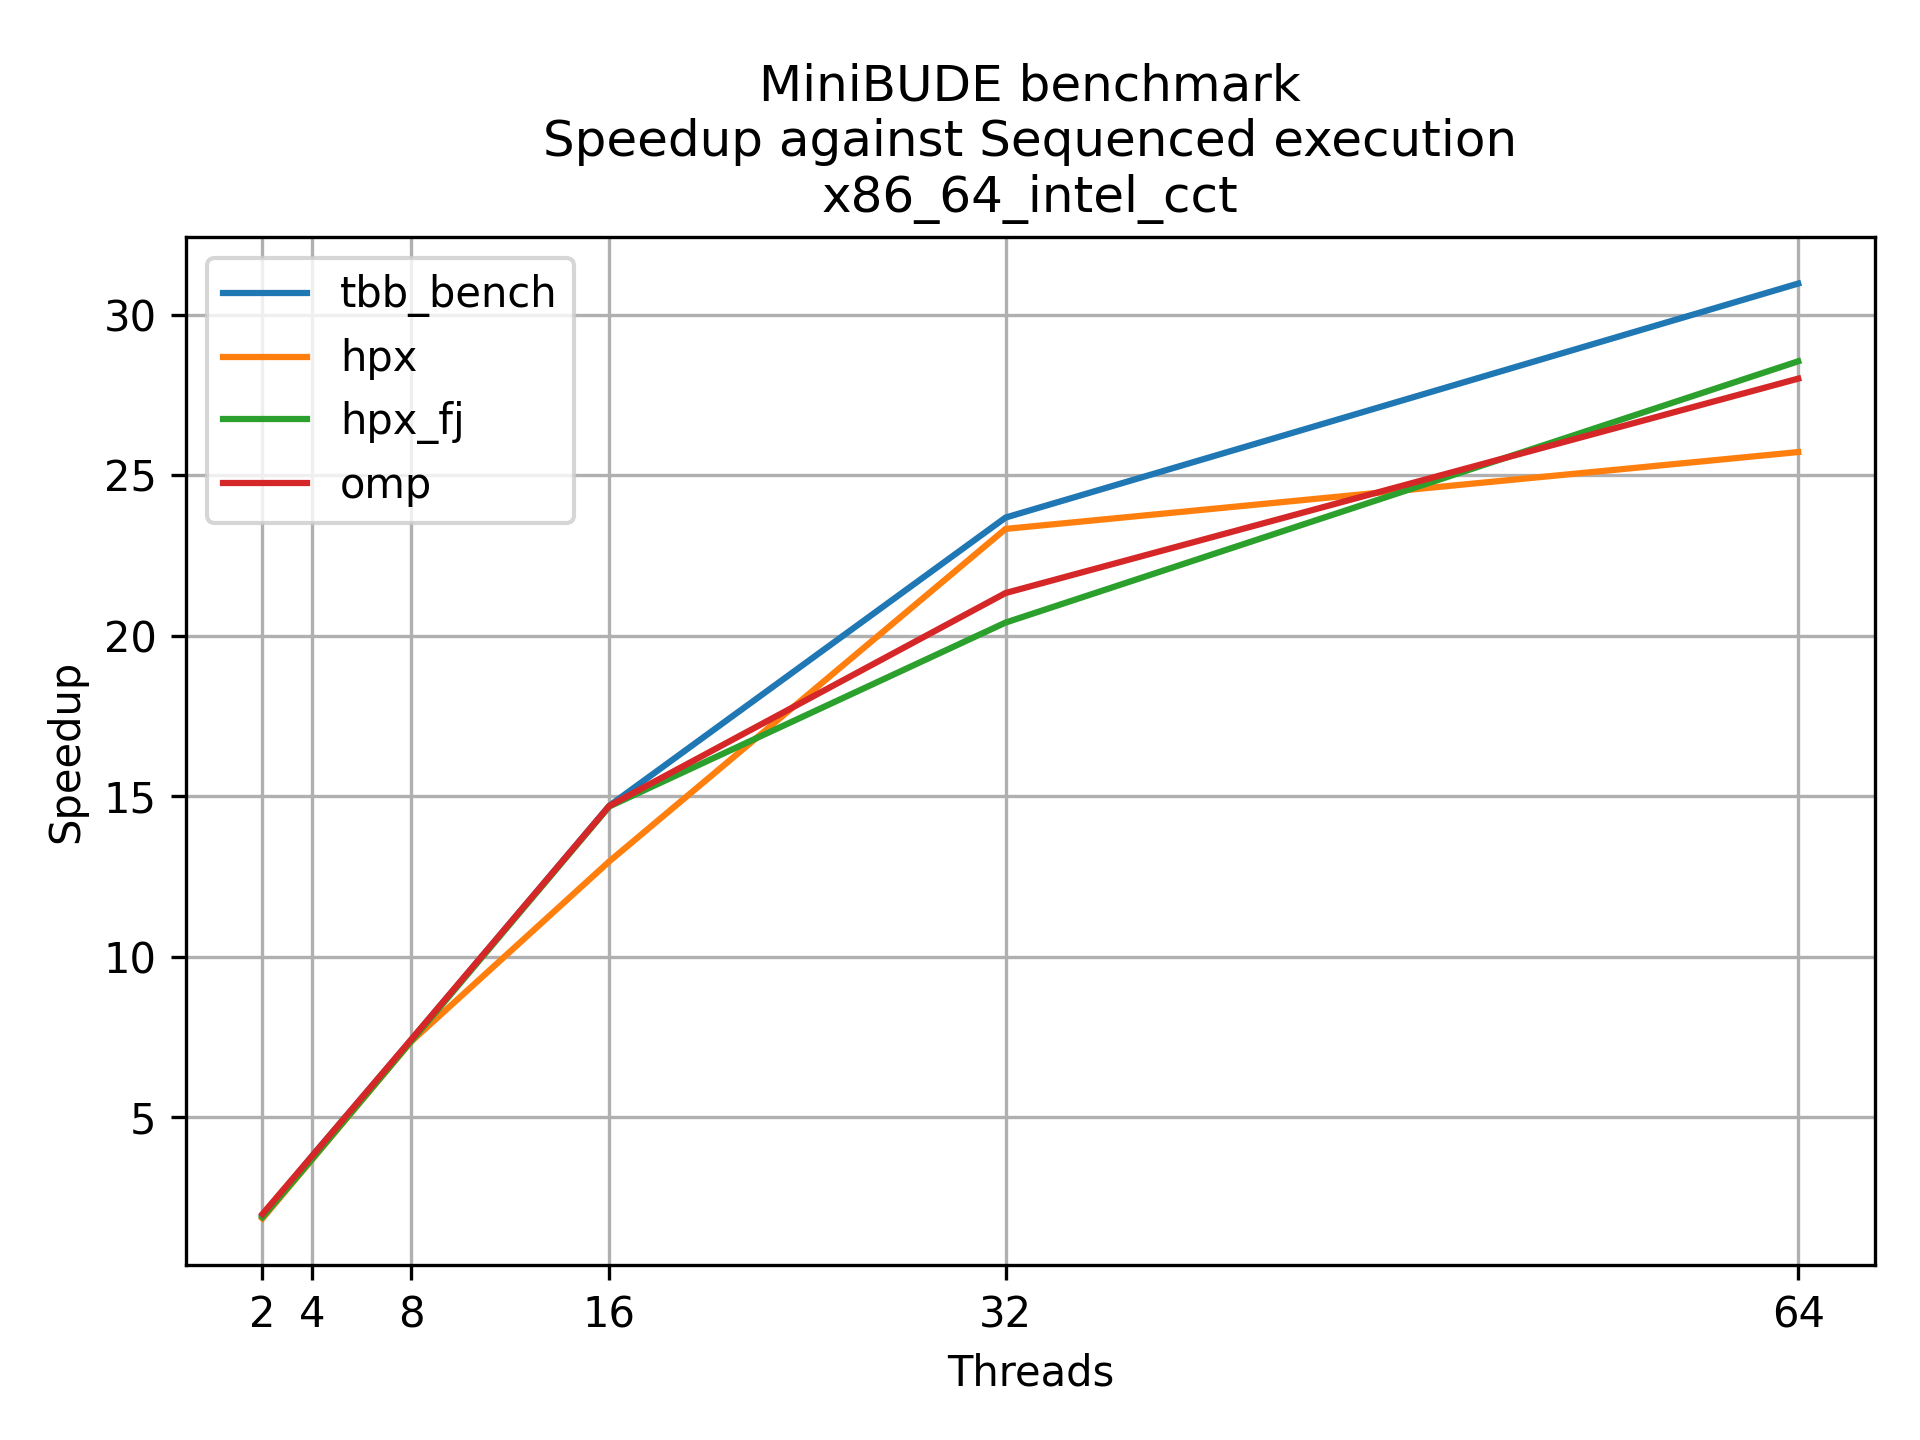 MiniBUDE benchmark
Speedup against Sequenced execution
x86_64_intel_cct
tbb_bench
hpx
hpx_fj
omp
30
25
20
15
10
5
Speedup
2 4 8 16 32 64
Threads